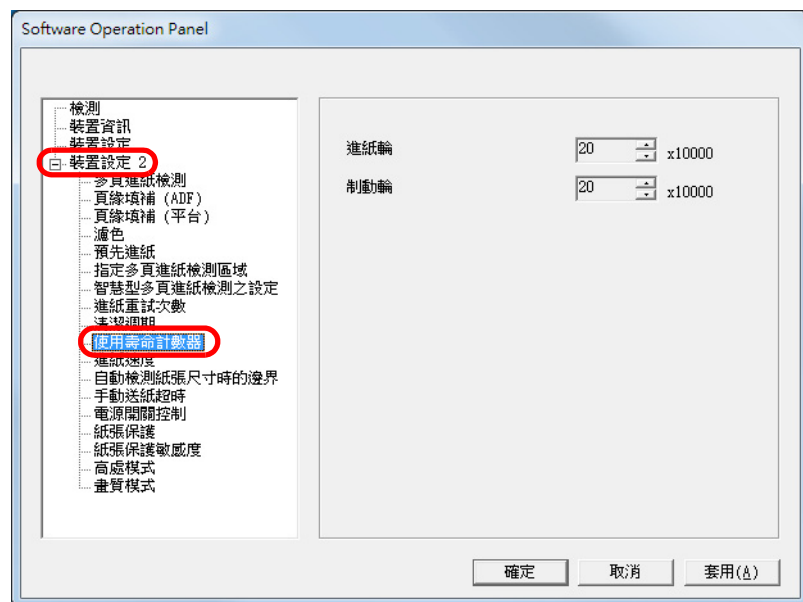 Software Operation Panel
檢測
裝置資訊
裝置設定
裝置設定 2
多頁進紙檢測
頁緣填補 (ADF)
頁緣填補 (平台)
濾色
預先進紙
指定多頁進紙檢測區域
智慧型多頁進紙檢測之設定
進紙重試次數
清潔週期
使用壽命計數器
進紙速度
自動檢測紙張尺寸時的邊界
手動送紙超時
電源開關控制
紙張保護
紙張保護敏感度
高處模式
畫質模式
進紙輪 20 x10000
制動輪 20 x10000
確定 取消 套用(A)